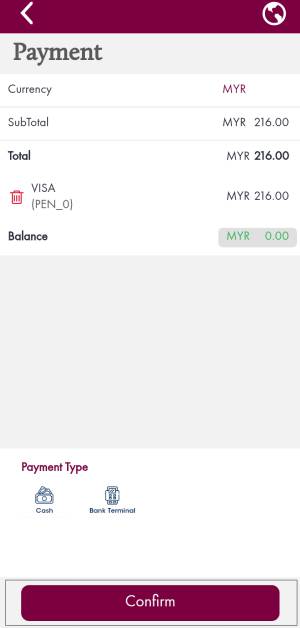 Payment
Currency MYR
SubTotal MYR 216.00
Total MYR 216.00
VISA
(PEN_0) MYR 216.00
Balance MYR 0.00
Payment Type
Cash Bank Terminal
Confirm